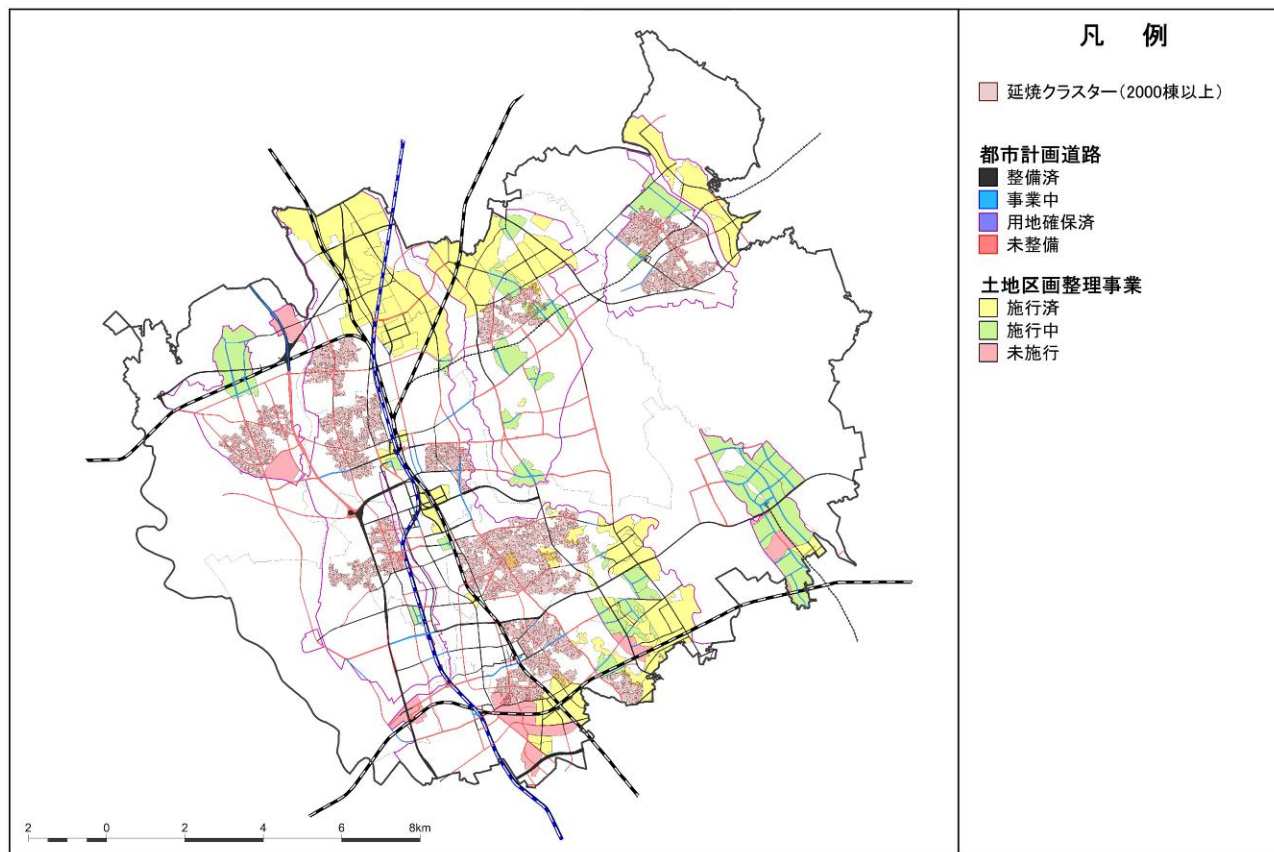 凡　例
延焼クラスター(2000棟以上)
都市計画道路
整備済
事業中
用地確保済
未整備
土地区画整理事業
施行済
施行中
未施行
2 0 2 4 6 8km